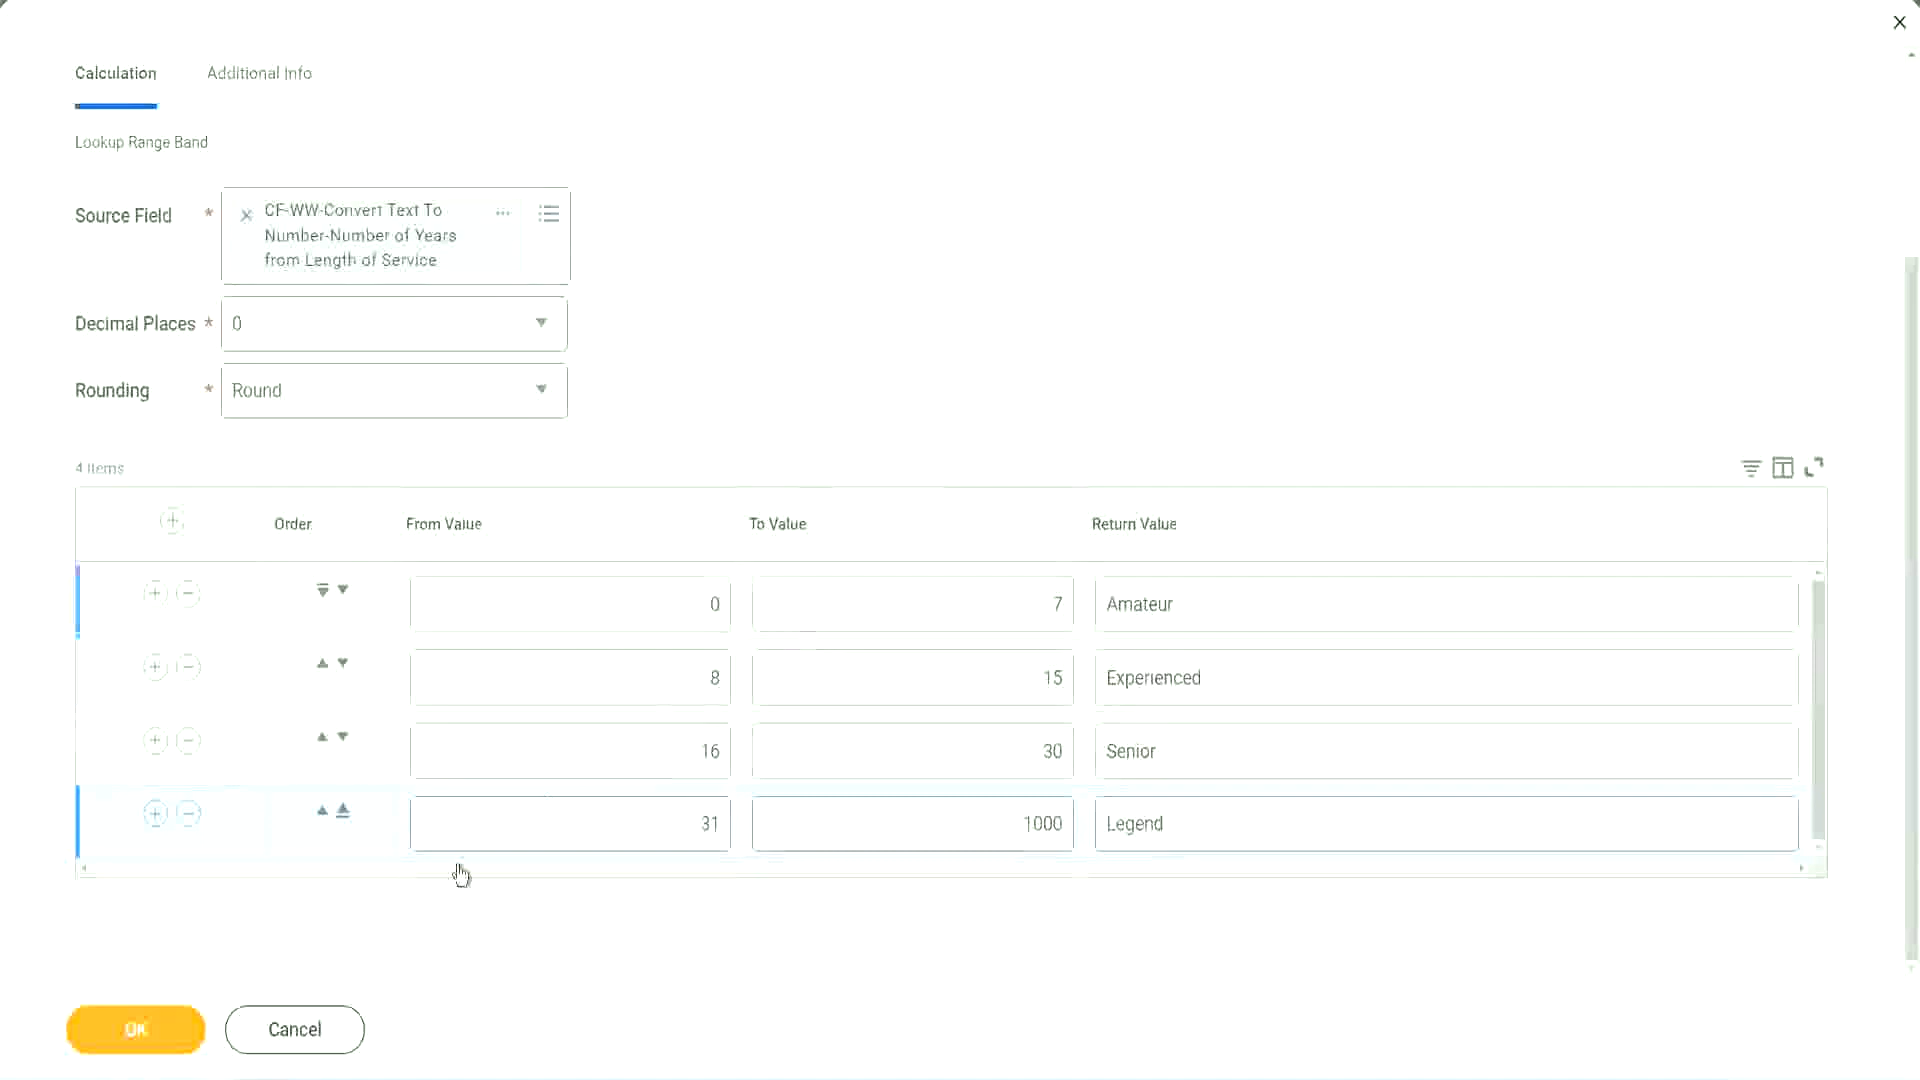 Calculation Additional Info
Lookup Range Band
Source Field * CF-WW-Convert Text To
Number-Number of Years
from Length of Service
Decimal Places * 0
Rounding * Round
4 items
Order From Value To Value Return Value
0 7 Amateur
8 15 Experienced
16 30 Senior
31 1000 Legend
OK Cancel